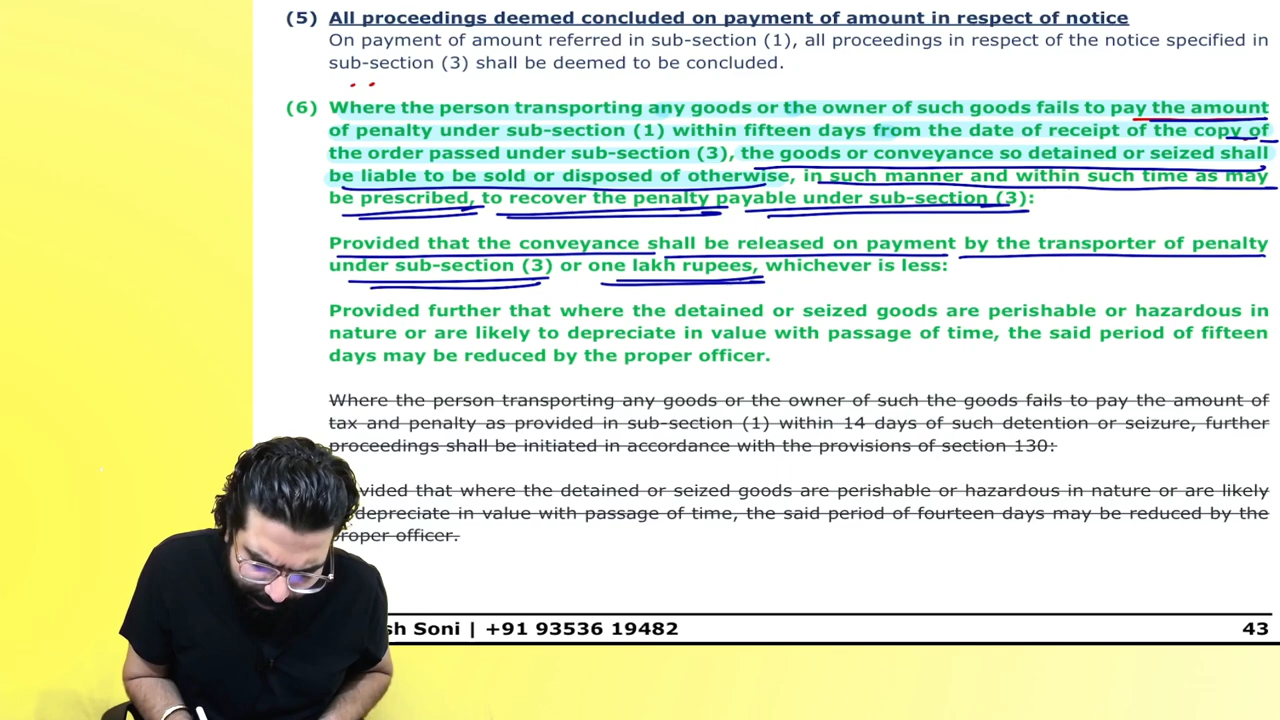 (5) All proceedings deemed concluded on payment of amount in respect of notice
On payment of amount referred in sub-section (1), all proceedings in respect of the notice specified in
sub-section (3) shall be deemed to be concluded.
(6) Where the person transporting any goods or the owner of such goods fails to pay the amount
of penalty under sub-section (1) within fifteen days from the date of receipt of the copy of
the order passed under sub-section (3), the goods or conveyance so detained or seized shall
be liable to be sold or disposed of otherwise, in such manner and within such time as may
be prescribed, to recover the penalty payable under sub-section (3):
Provided that the conveyance shall be released on payment by the transporter of penalty
under sub-section (3) or one lakh rupees, whichever is less:
Provided further that where the detained or seized goods are perishable or hazardous in
nature or are likely to depreciate in value with passage of time, the said period of fifteen
days may be reduced by the proper officer.
Where the person transporting any goods or the owner of such the goods fails to pay the amount of
tax and penalty as provided in sub-section (1) within 14 days of such detention or seizure, further
proceedings shall be initiated in accordance with the provisions of section 130:
that where the detained or seized goods are perishable or hazardous in nature or are likely
depreciate in value with passage of time, the said period of fourteen days may be reduced by the
proper officer.
Soni | +91 93536 19482 43